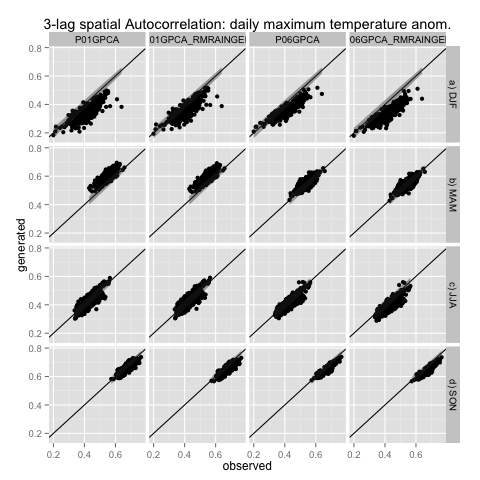 3-lag spatial Autocorrelation: daily maximum temperature anom.
P01GPCA 01GPCA_RMRAINGEI P06GPCA 06GPCA_RMRAINGEI
0.8
0.6
0.4
0.2
a) DJF
0.8
0.6
0.4
0.2
b) MAM
generated
0.8
0.6
0.4
0.2
c) JJA
0.8
0.6
0.4
0.2
d) SON
0.2 0.4 0.6 0.2 0.4 0.6 0.2 0.4 0.6 0.2 0.4 0.6
observed